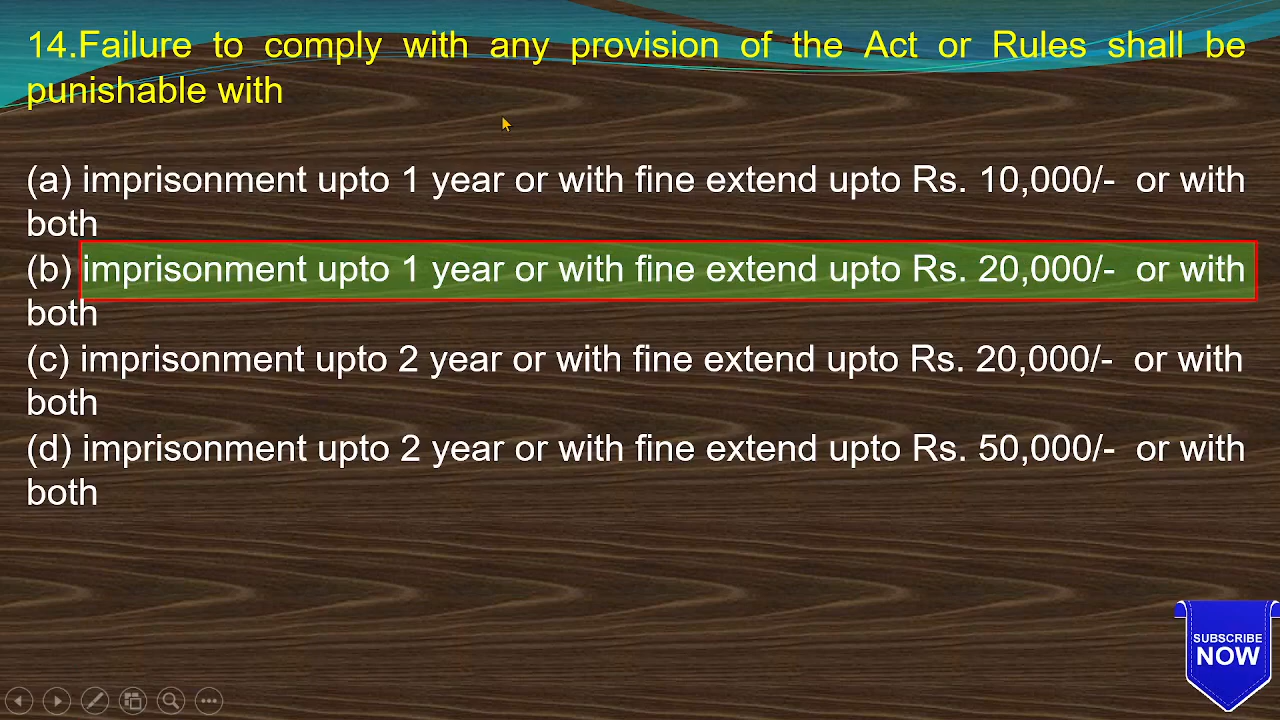 14.Failure to comply with any provision of the Act or Rules shall be
punishable with
(a) imprisonment upto 1 year or with fine extend upto Rs. 10,000/- or with
both
(b) imprisonment upto 1 year or with fine extend upto Rs. 20,000/- or with
both
(c) imprisonment upto 2 year or with fine extend upto Rs. 20,000/- or with
both
(d) imprisonment upto 2 year or with fine extend upto Rs. 50,000/- or with
both
SUBSCRIBE
NOW